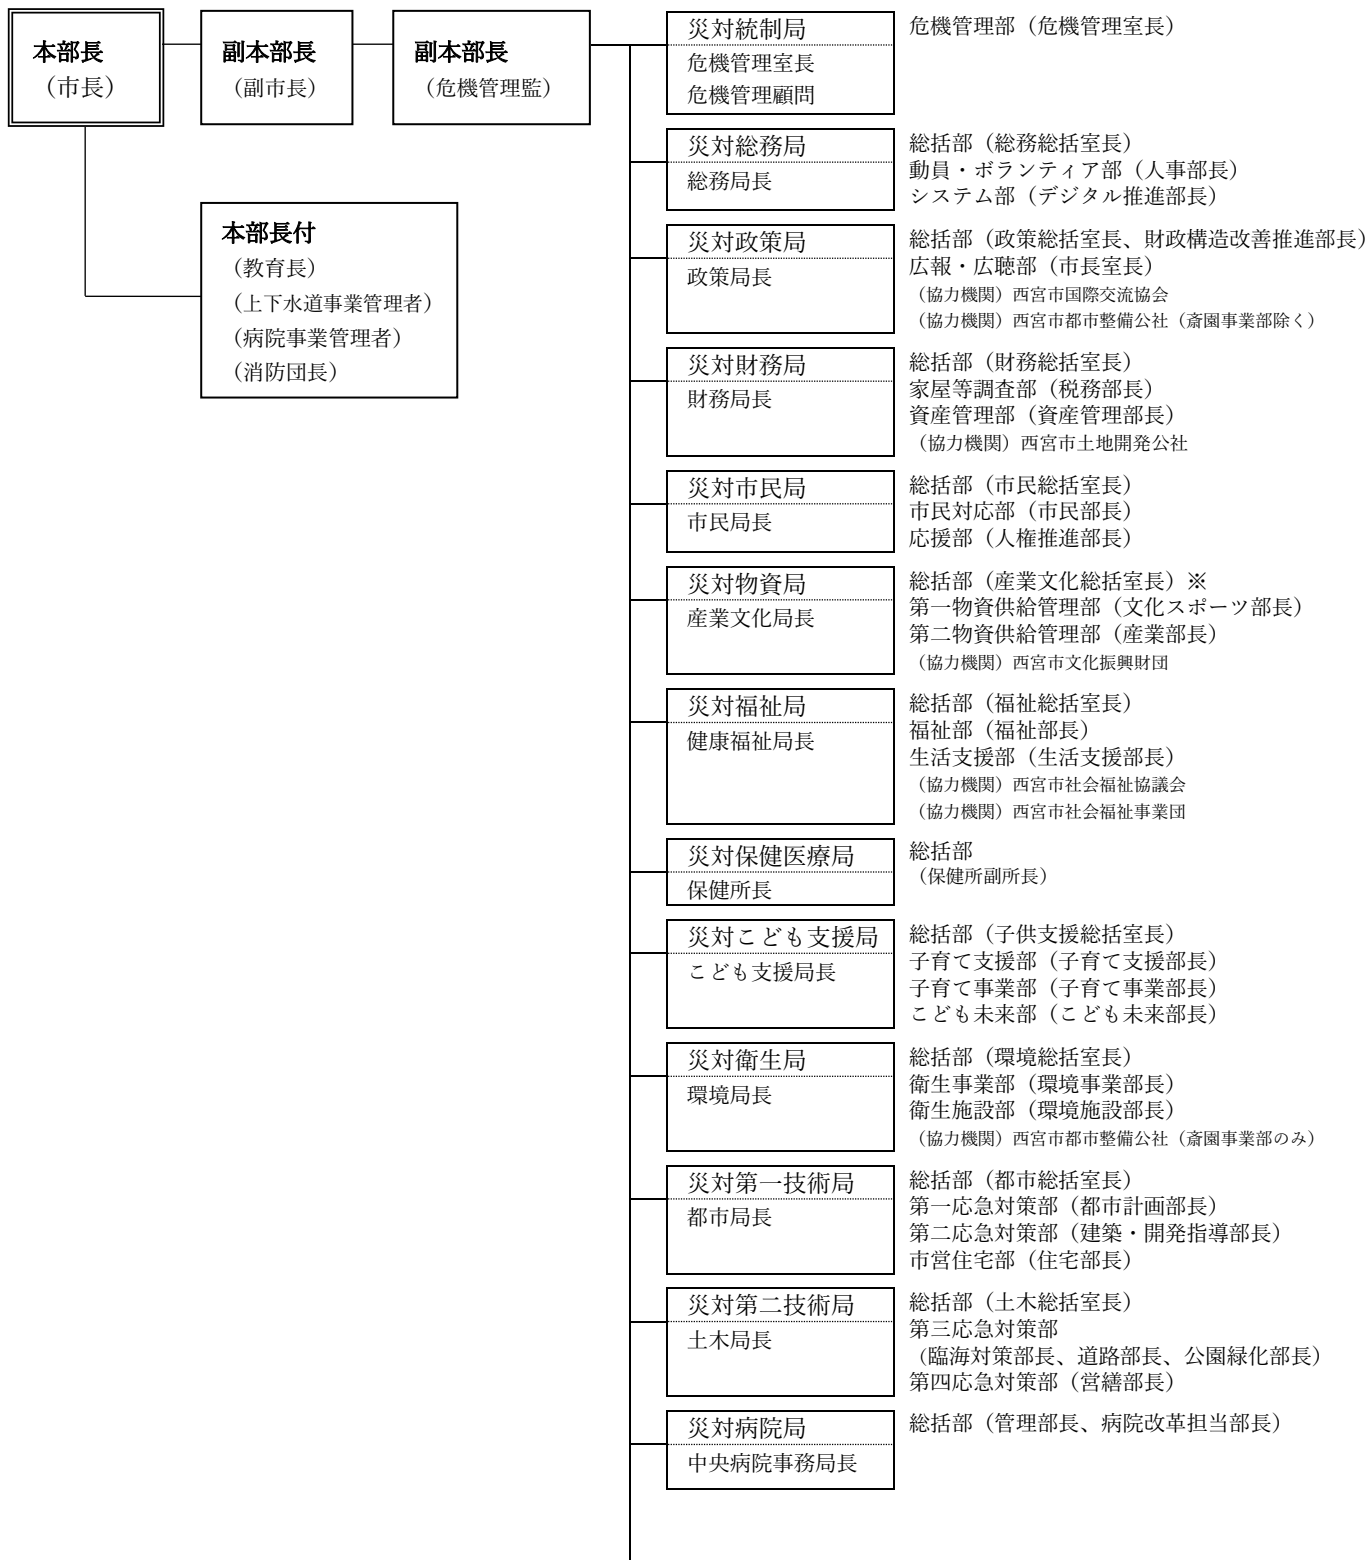 本部長
（市長）
副本部長
（副市長）
副本部長
（危機管理監）
本部長付
（教育長）
（上下水道事業管理者）
（病院事業管理者）
（消防団長）
災対統制局
危機管理室長
危機管理顧問
危機管理部（危機管理室長）
災対総務局
総務局長
総括部（総務総括室長）
動員・ボランティア部（人事部長）
システム部（デジタル推進部長）
災対政策局
政策局長
総括部（政策総括室長、財政構造改善推進部長）
広報・広聴部（市長室長）
（協力機関）西宮市国際交流協会
（協力機関）西宮市都市整備公社（斎園事業部除く）
災対財務局
財務局長
総括部（財務総括室長）
家屋等調査部（税務部長）
資産管理部（資産管理部長）
（協力機関）西宮市土地開発公社
災対市民局
市民局長
総括部（市民総括室長）
市民対応部（市民部長）
応援部（人権推進部長）
災対物資局
産業文化局長
総括部（産業文化総括室長）※
第一物資供給管理部（文化スポーツ部長）
第二物資供給管理部（産業部長）
（協力機関）西宮市文化振興財団
災対福祉局
健康福祉局長
総括部（福祉総括室長）
福祉部（福祉部長）
生活支援部（生活支援部長）
（協力機関）西宮市社会福祉協議会
（協力機関）西宮市社会福祉事業団
災対保健医療局
保健所長
総括部
（保健所副所長）
災対こども支援局
こども支援局長
総括部（子供支援総括室長）
子育て支援部（子育て支援部長）
子育て事業部（子育て事業部長）
こども未来部（こども未来部長）
災対衛生局
環境局長
総括部（環境総括室長）
衛生事業部（環境事業部長）
衛生施設部（環境施設部長）
（協力機関）西宮市都市整備公社（斎園事業部のみ）
災対第一技術局
都市局長
総括部（都市総括室長）
第一応急対策部（都市計画部長）
第二応急対策部（建築・開発指導部長）
市営住宅部（住宅部長）
災対第二技術局
土木局長
総括部（土木総括室長）
第三応急対策部
（臨海対策部長、道路部長、公園緑化部長）
第四応急対策部（営繕部長）
災対病院局
中央病院事務局長
総括部（管理部長、病院改革担当部長）